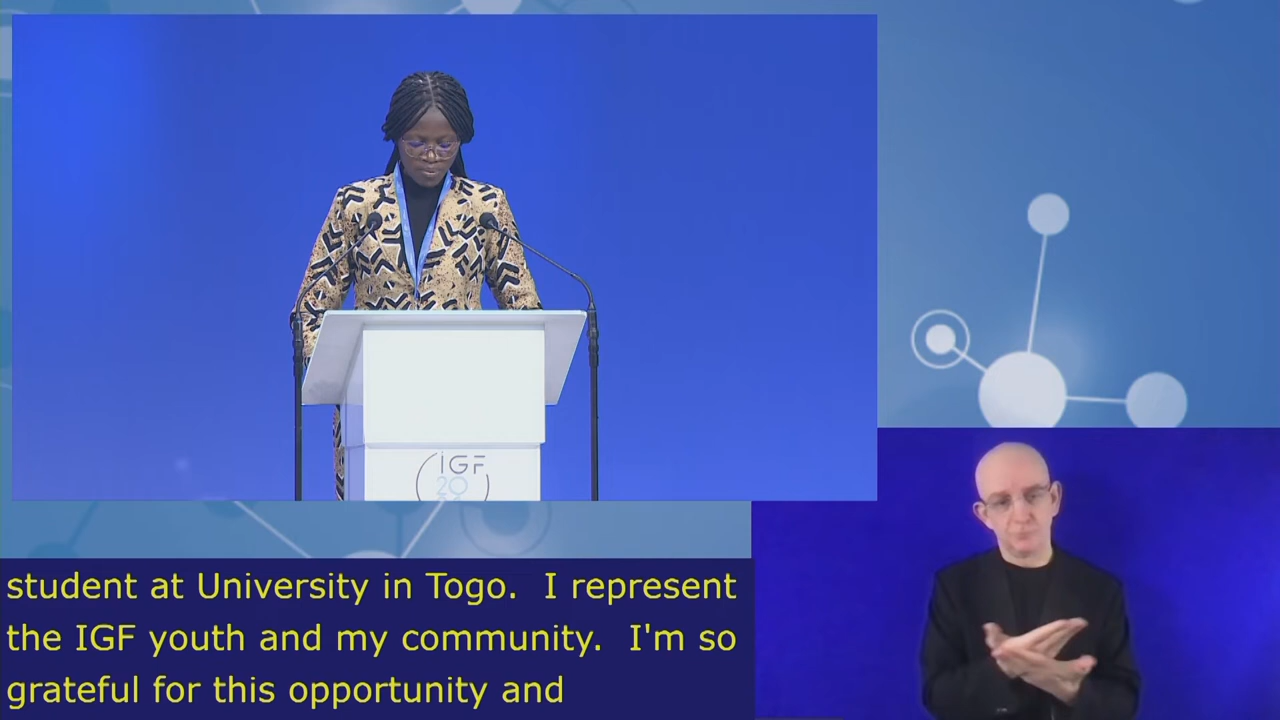 IGF
20
student at University in Togo.  I represent
the IGF youth and my community.  I'm so
grateful for this opportunity and